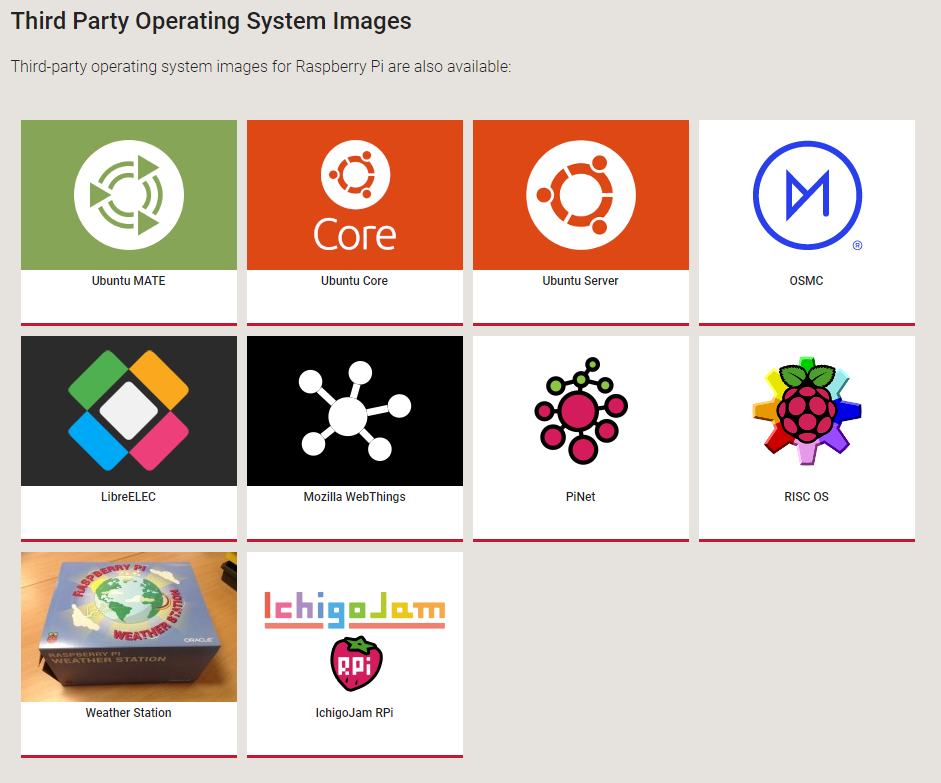 Third Party Operating System Images
Third-party operating system images for Raspberry Pi are also available:
Core
Ubuntu MATE
Ubuntu Core
Ubuntu Server
®
OSMC
LibreELEC
Mozilla WebThings
PiNet
RISC OS
RASPBERRY PI
WEATHER STATION
ORACLE
RASPBERRY PI
WEATHER STATION
Weather Station
IchigoJam
RPi
IchigoJam RPi